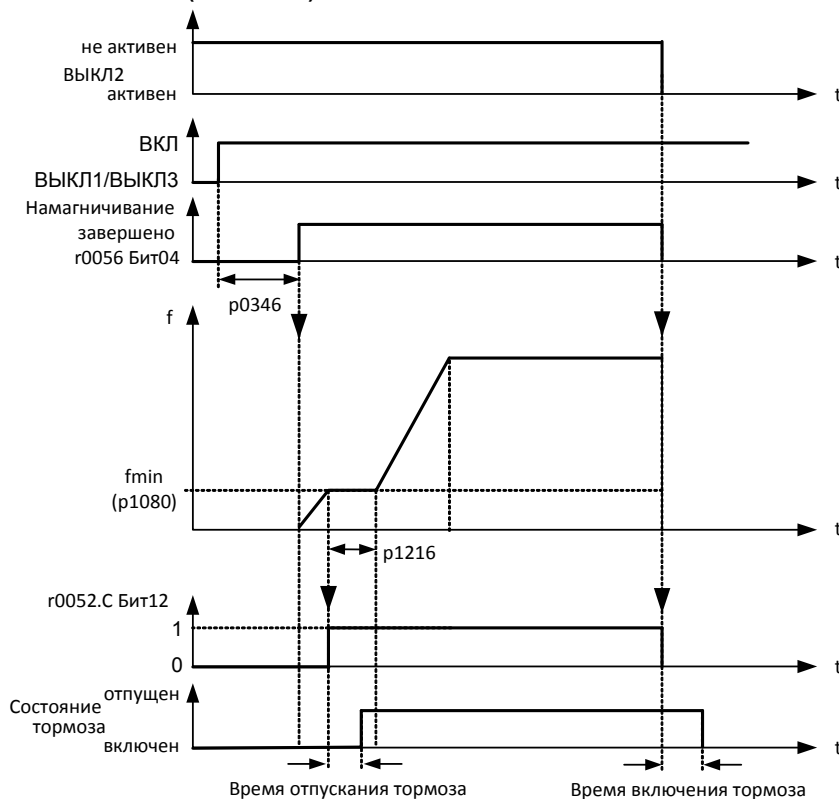 не активен
ВЫКЛ2
активен
t
ВКЛ
ВЫКЛ1/ВЫКЛ3
t
Намагничивание
завершено
r0056 Бит04
t
p0346
f
fmin
(p1080)
t
p1216
r0052.C Бит12
1
0
t
отпущен
Состояние
тормоза
включен
t
Время отпускания тормоза
Время включения тормоза